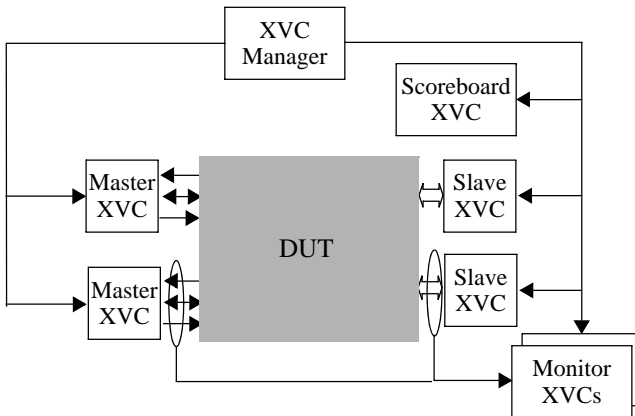 XVC
Manager
Scoreboard
XVC
Master
XVC
Slave
XVC
DUT
Master
XVC
Slave
XVC
Monitor
XVCs